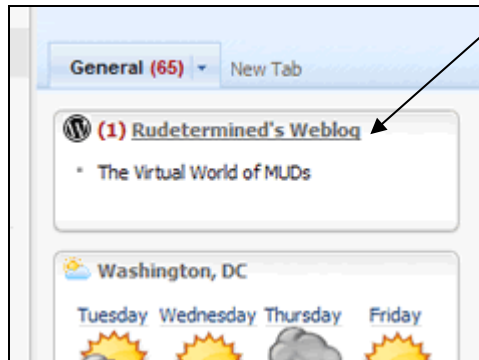 General (65) New Tab
(1) Rudetermined's Weblog
The Virtual World of MUDs
Washington, DC
Tuesday Wednesday Thursday Friday